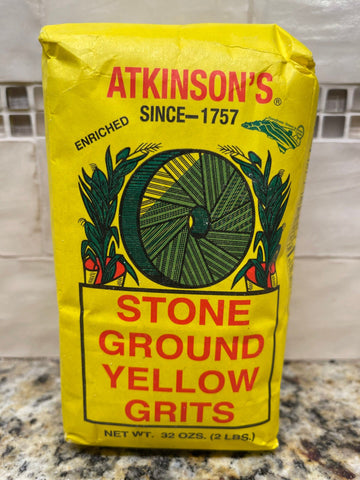 ATKINSON'S®
SINCE—1757
ENRICHED
STONE
GROUND
YELLOW
GRITS
NET WT. 32 OZS. (2 LBS.)